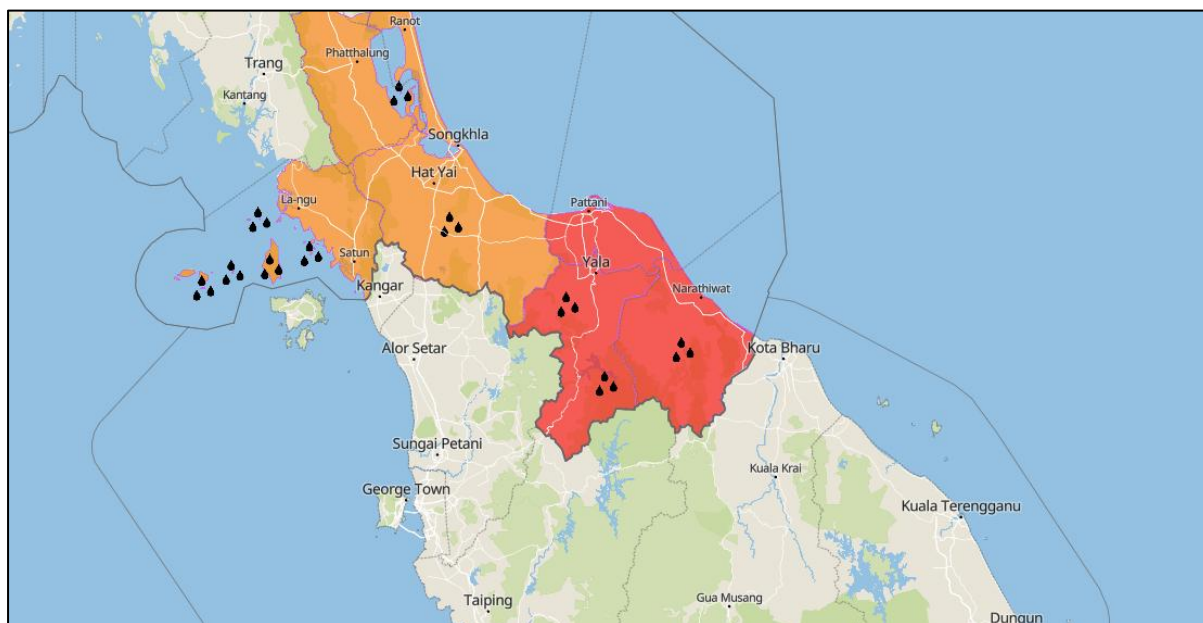 Ranot
Phatthalung
Trang
Kantang
Songkhla
Hat Yai
La-ngu
Pattani
Satun
Yala
Kangar
Narathiwat
Alor Setar
Kota Bharu
Sungai Petani
Kuala Krai
George Town
Kuala Terengganu
Taiping
Gua Musang
Dungun